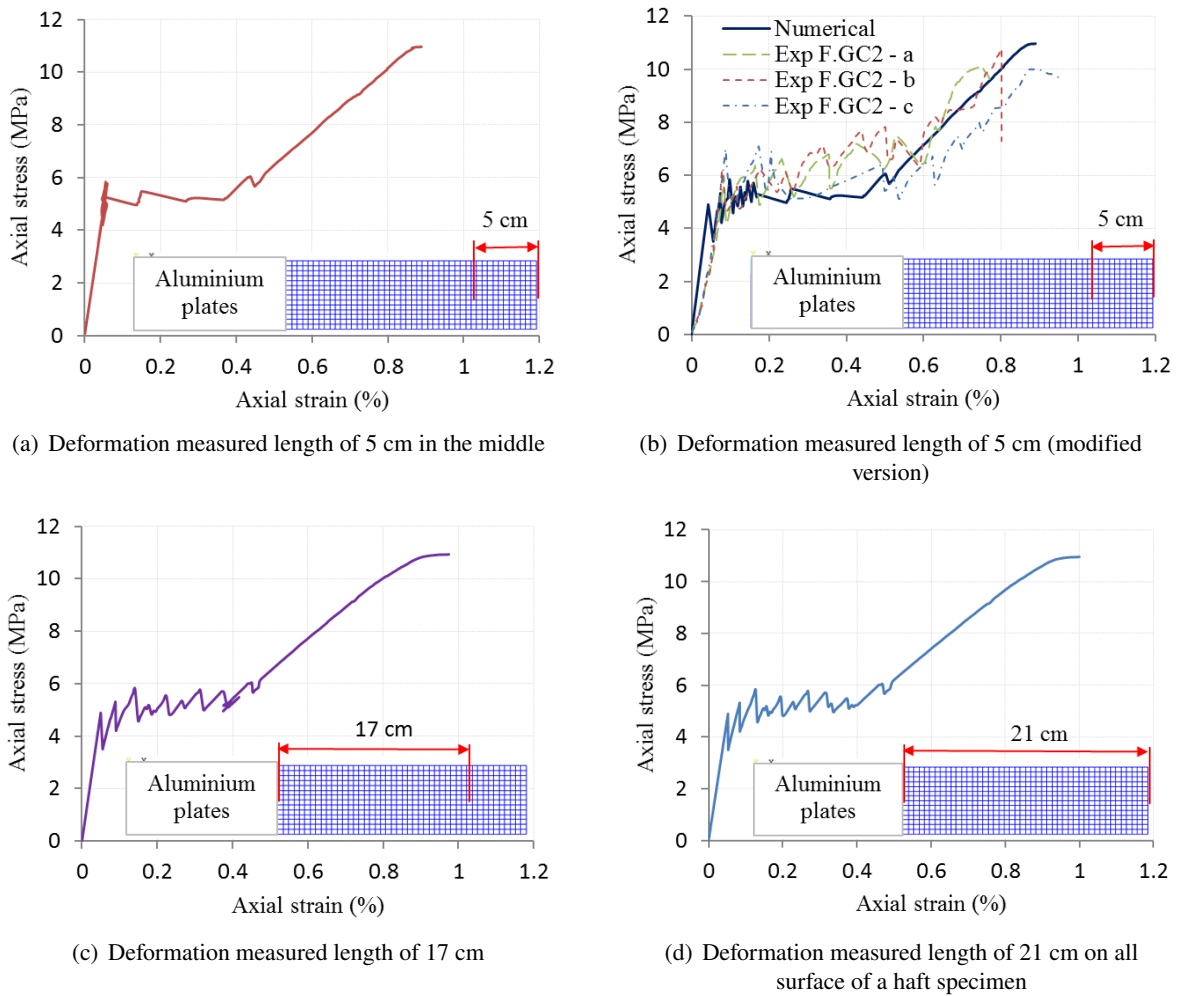 12
10
8
6
4
2
0
Axial stress (MPa)
5 cm
Aluminium
plates
0 0.2 0.4 0.6 0.8 1 1.2
Axial strain (%)
(a) Deformation measured length of 5 cm in the middle
12
10
8
6
4
2
0
Axial stress (MPa)
Numerical
Exp F.GC2 - a
Exp F.GC2 - b
Exp F.GC2 - c
5 cm
Aluminium
plates
0 0.2 0.4 0.6 0.8 1 1.2
Axial strain (%)
(b) Deformation measured length of 5 cm (modified
version)
12
10
8
6
4
2
0
Axial stress (MPa)
17 cm
Aluminium
plates
0 0.2 0.4 0.6 0.8 1 1.2
Axial strain (%)
(c) Deformation measured length of 17 cm
12
10
8
6
4
2
0
Axial stress (MPa)
21 cm
Aluminium
plates
0 0.2 0.4 0.6 0.8 1 1.2
Axial strain (%)
(d) Deformation measured length of 21 cm on all
surface of a haft specimen